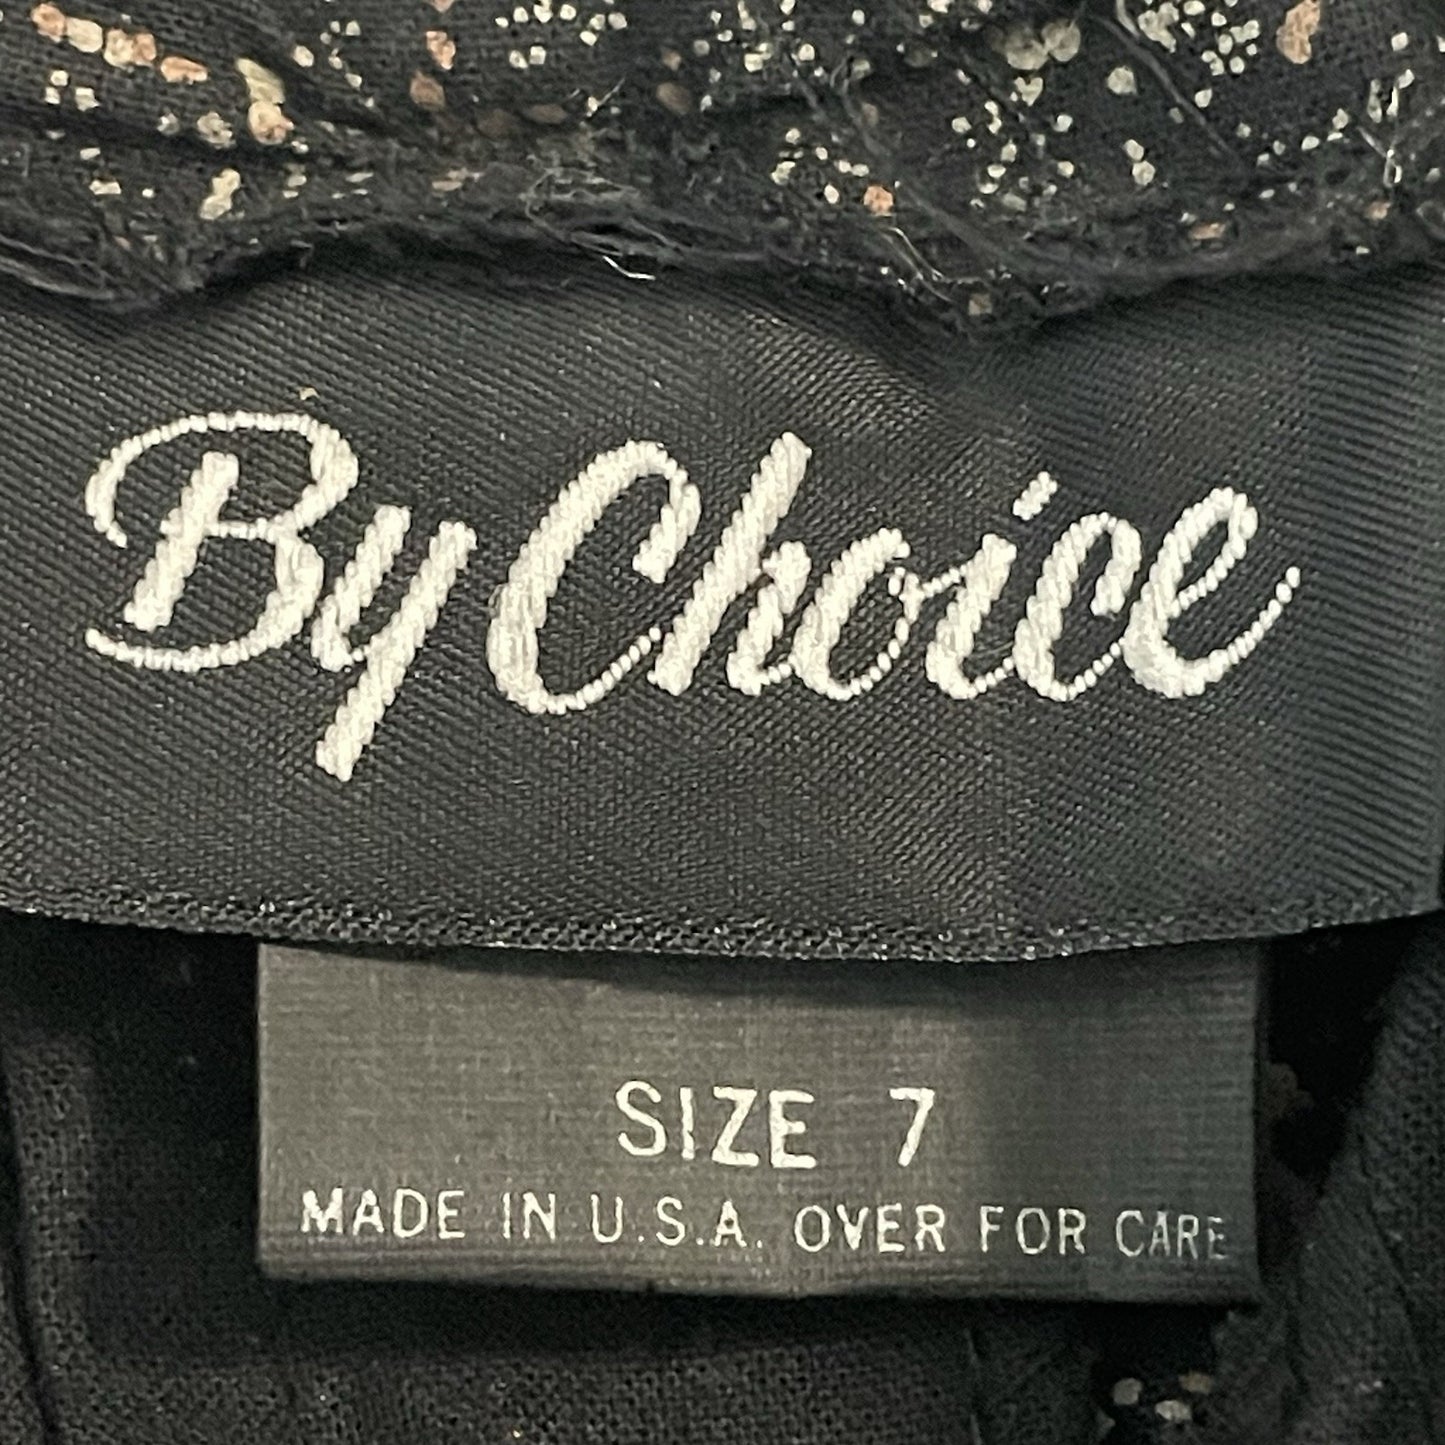 By Choice
SIZE 7
MADE IN U.S.A. OVER FOR CARE